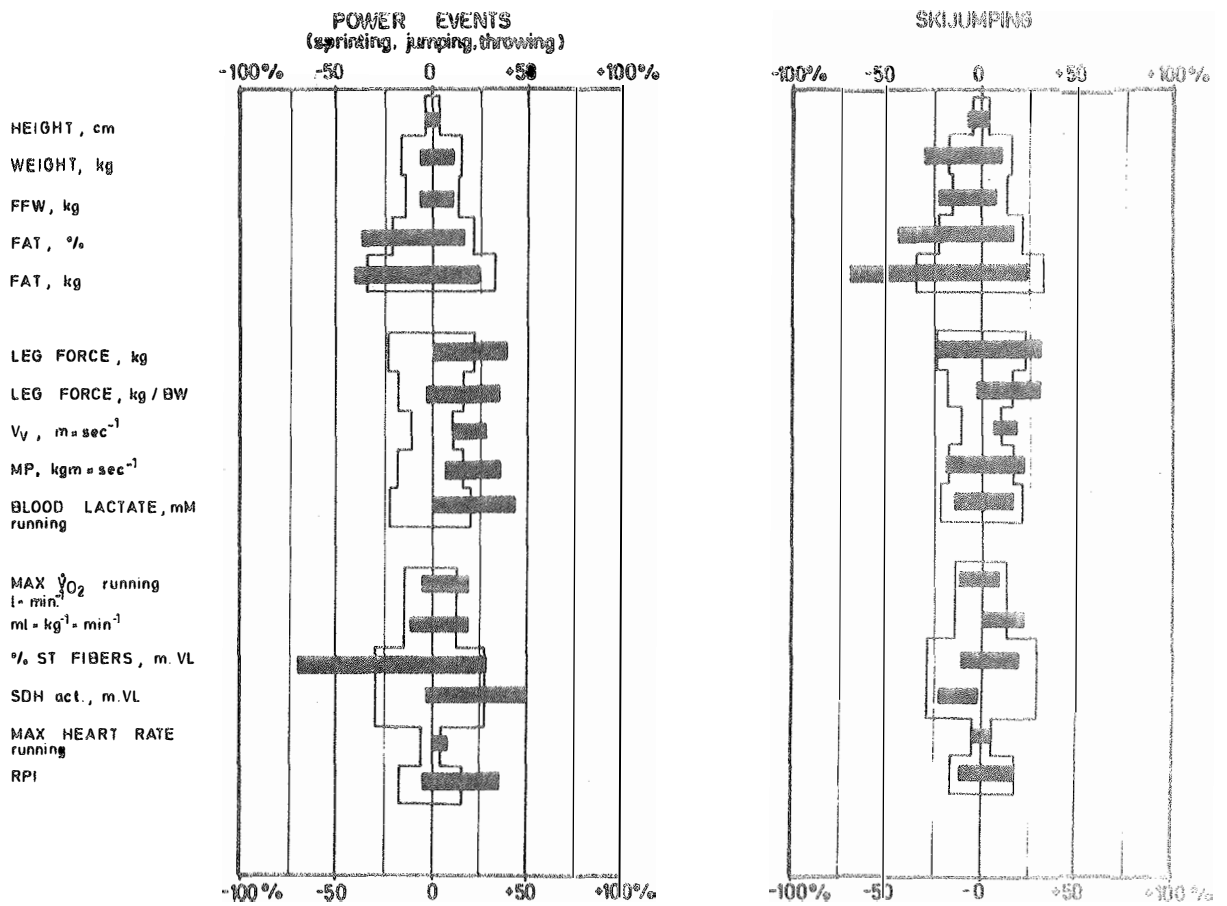 POWER EVENTS
(sprinting, jumping, throwing)
-100% -50 0 +50 +100%
SKIJUMPING
-100% -50 0 +50 +100%
HEIGHT, cm
WEIGHT, kg
FFW, kg
FAT, %
FAT, kg
LEG FORCE, kg
LEG FORCE, kg / BW
Vv, m=sec⁻¹
MP, kgm=sec⁻¹
BLOOD LACTATE, mM
running
MAX V̊O₂ running
l=min.⁻¹
ml=kg⁻¹=min⁻¹
% ST FIBERS, m.VL
SDH act., m.VL
MAX HEART RATE
running
RPI
-100% -50 0 +50 +100%
-100% -50 0 +50 +100%